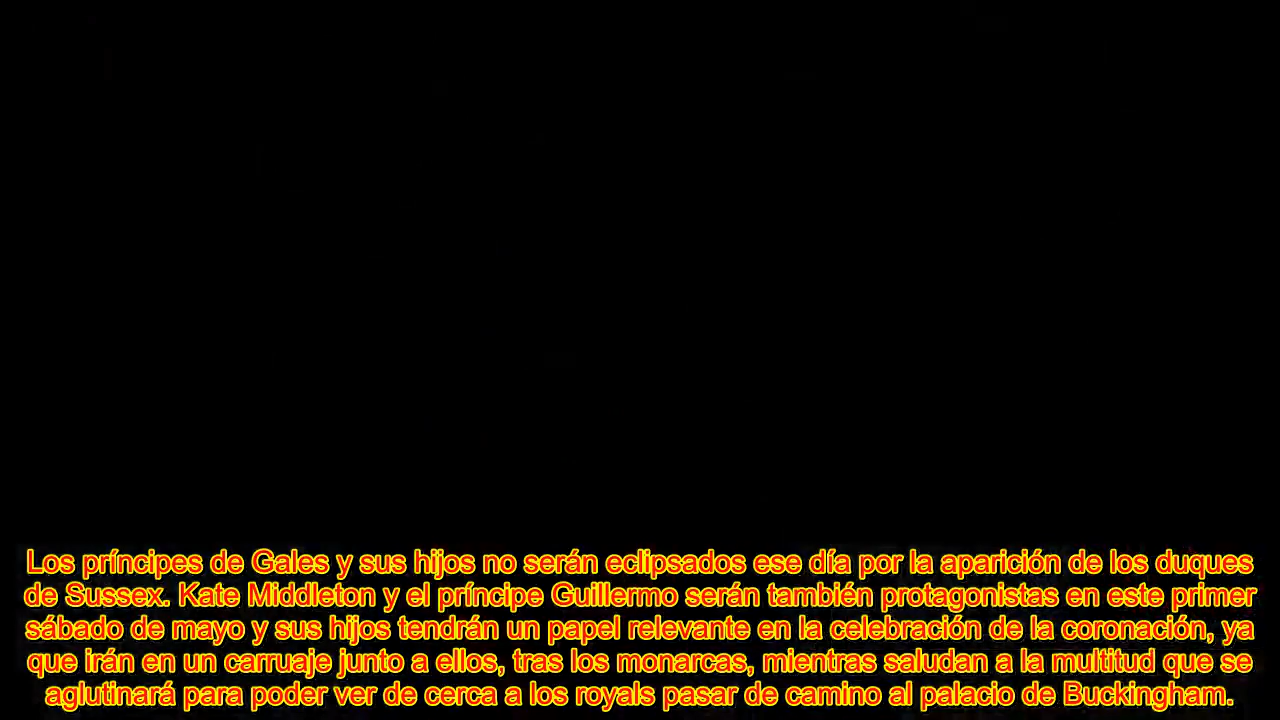 Los príncipes de Gales y sus hijos no serán eclipsados ese día por la aparición de los duques
de Sussex. Kate Middleton y el príncipe Guillermo serán también protagonistas en este primer
sábado de mayo y sus hijos tendrán un papel relevante en la celebración de la coronación, ya
que irán en un carruaje junto a ellos, tras los monarcas, mientras saludan a la multitud que se
aglutinará para poder ver de cerca a los royals pasar de camino al palacio de Buckingham.